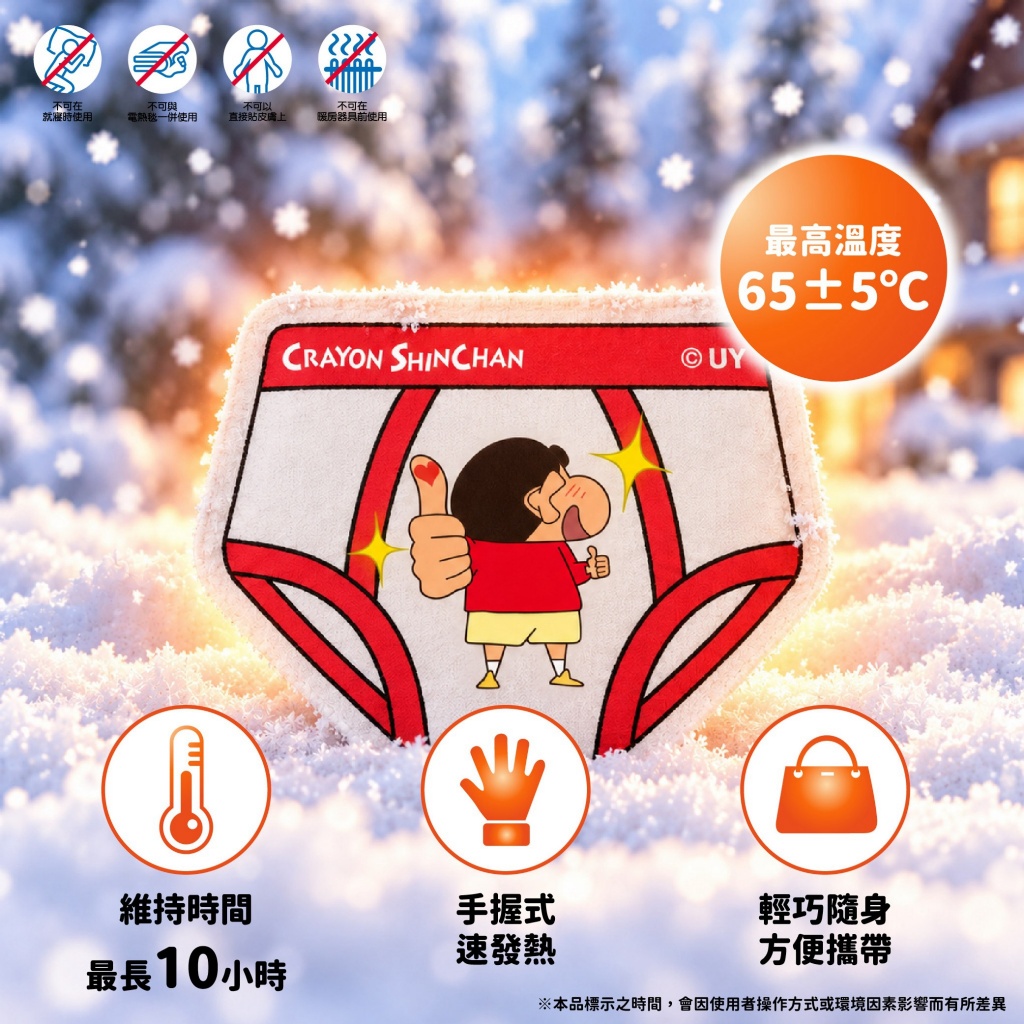 不可在
就寢時使用
不可與
電熱毯一併使用
不可以
直接貼皮膚上
不可在
暖房器具前使用
最高溫度
65±5℃
CRAYON SHINCHAN
© UY
維持時間
最長10小時
手握式
速發熱
輕巧隨身
方便攜帶
※本品標示之時間，會因使用者操作方式或環境因素影響而有所差異